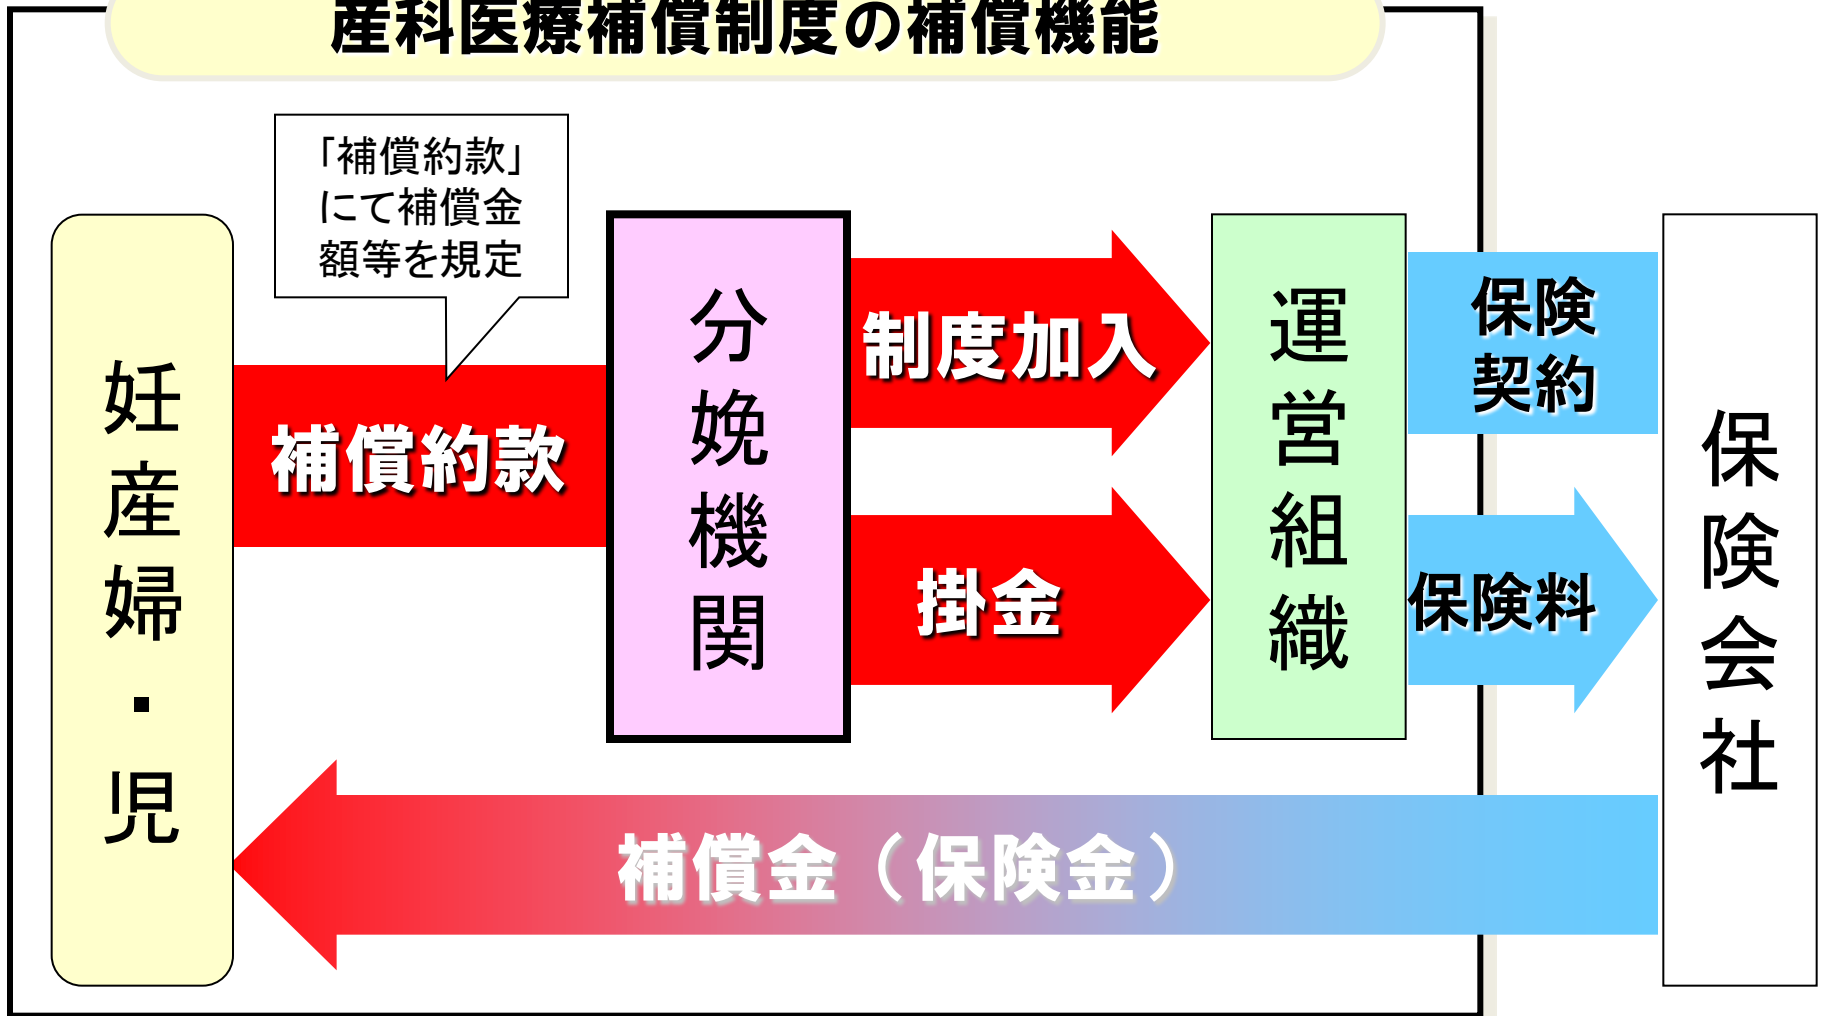 産科医療補償制度の補償機能
「補償約款」
にて補償金
額等を規定
妊産婦・児
補償約款
分娩機関
制度加入
掛金
運営組織
保険
契約
保険料
保険会社
補償金（保険金）